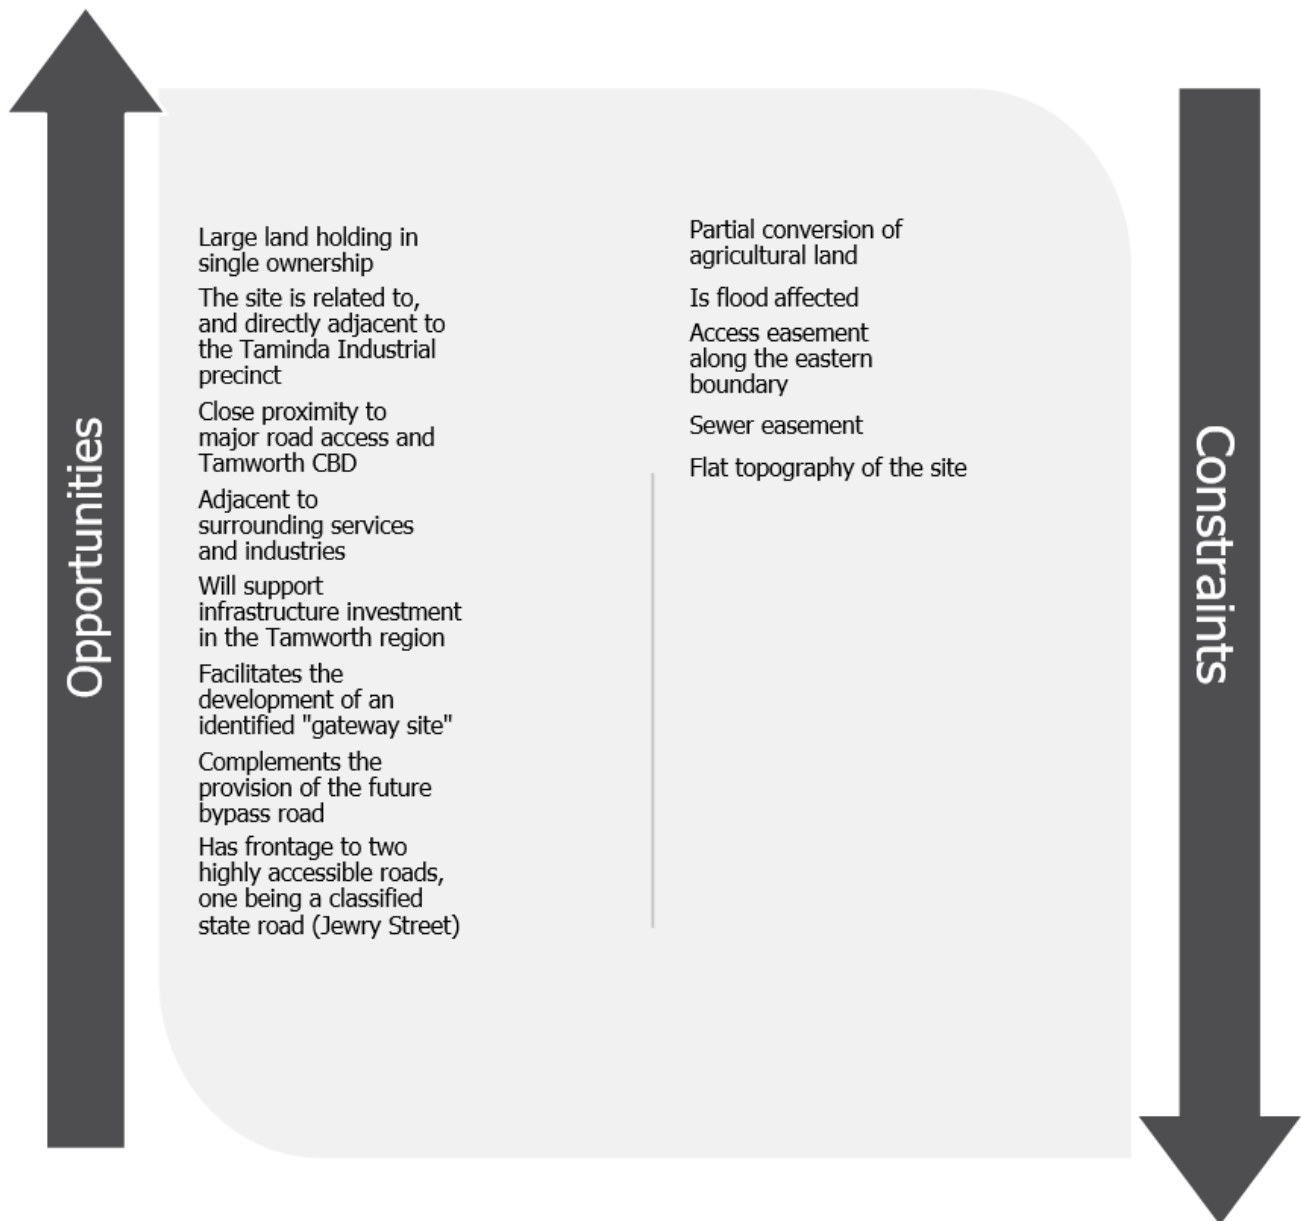 Opportunities
Large land holding in
single ownership
The site is related to,
and directly adjacent to
the Taminda Industrial
precinct
Close proximity to
major road access and
Tamworth CBD
Adjacent to
surrounding services
and industries
Will support
infrastructure investment
in the Tamworth region
Facilitates the
development of an
identified "gateway site"
Complements the
provision of the future
bypass road
Has frontage to two
highly accessible roads,
one being a classified
state road (Jewry Street)
Partial conversion of
agricultural land
Is flood affected
Access easement
along the eastern
boundary
Sewer easement
Flat topography of the site
Constraints